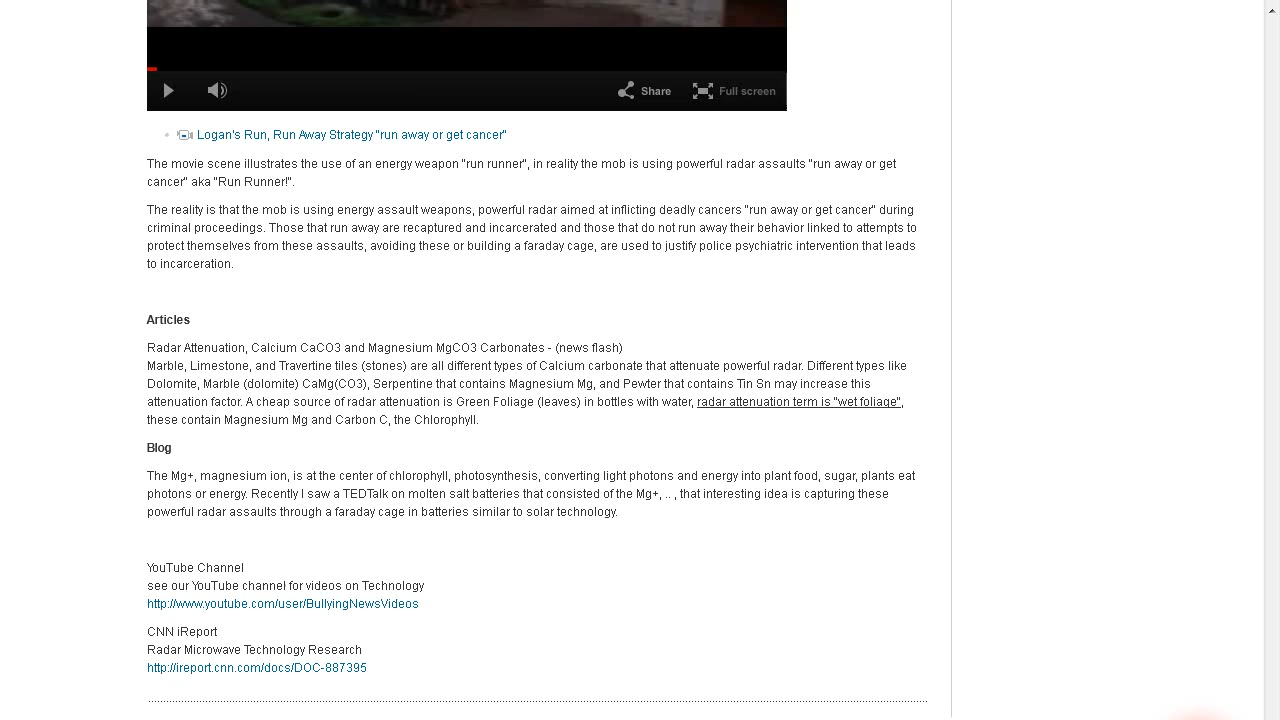 Share
Full screen
Logan's Run, Run Away Strategy "run away or get cancer"
The movie scene illustrates the use of an energy weapon "run runner", in reality the mob is using powerful radar assaults "run away or get
cancer" aka "Run Runner!".
The reality is that the mob is using energy assault weapons, powerful radar aimed at inflicting deadly cancers "run away or get cancer" during
criminal proceedings. Those that run away are recaptured and incarcerated and those that do not run away their behavior linked to attempts to
protect themselves from these assaults, avoiding these or building a faraday cage, are used to justify police psychiatric intervention that leads
to incarceration.
Articles
Radar Attenuation, Calcium CaCO3 and Magnesium MgCO3 Carbonates - (news flash)
Marble, Limestone, and Travertine tiles (stones) are all different types of Calcium carbonate that attenuate powerful radar. Different types like
Dolomite, Marble (dolomite) CaMg(CO3), Serpentine that contains Magnesium Mg, and Pewter that contains Tin Sn may increase this
attenuation factor. A cheap source of radar attenuation is Green Foliage (leaves) in bottles with water, radar attenuation term is "wet foliage",
these contain Magnesium Mg and Carbon C, the Chlorophyll.
Blog
The Mg+, magnesium ion, is at the center of chlorophyll, photosynthesis, converting light photons and energy into plant food, sugar, plants eat
photons or energy. Recently I saw a TEDTalk on molten salt batteries that consisted of the Mg+, .. , that interesting idea is capturing these
powerful radar assaults through a faraday cage in batteries similar to solar technology.
YouTube Channel
see our YouTube channel for videos on Technology
http://www.youtube.com/user/BullyingNewsVideos
CNN iReport
Radar Microwave Technology Research
http://ireport.cnn.com/docs/DOC-887395